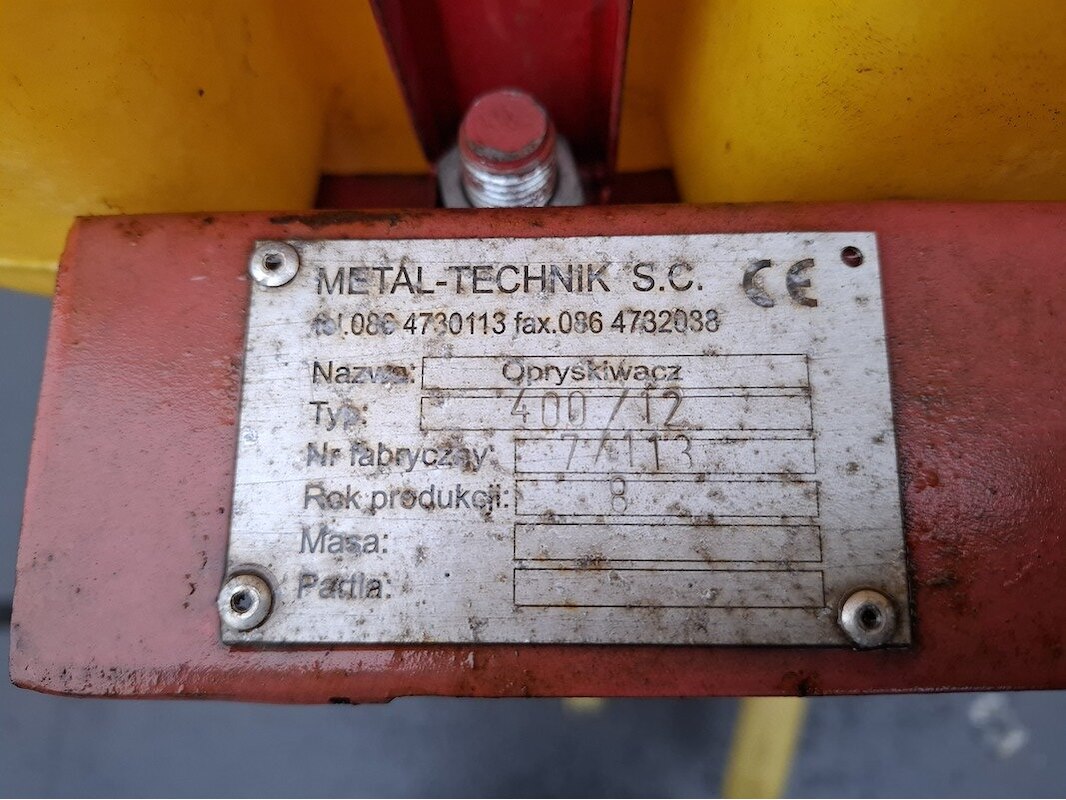 METAL-TECHNIK S.C. CE
tel.086 4730113 fax.086 4732038
Nazwa: Opryskiwacz
Typ: 400/12
Nr fabryczny: 7/113
Rok produkcji: 8
Masa:
Partia: